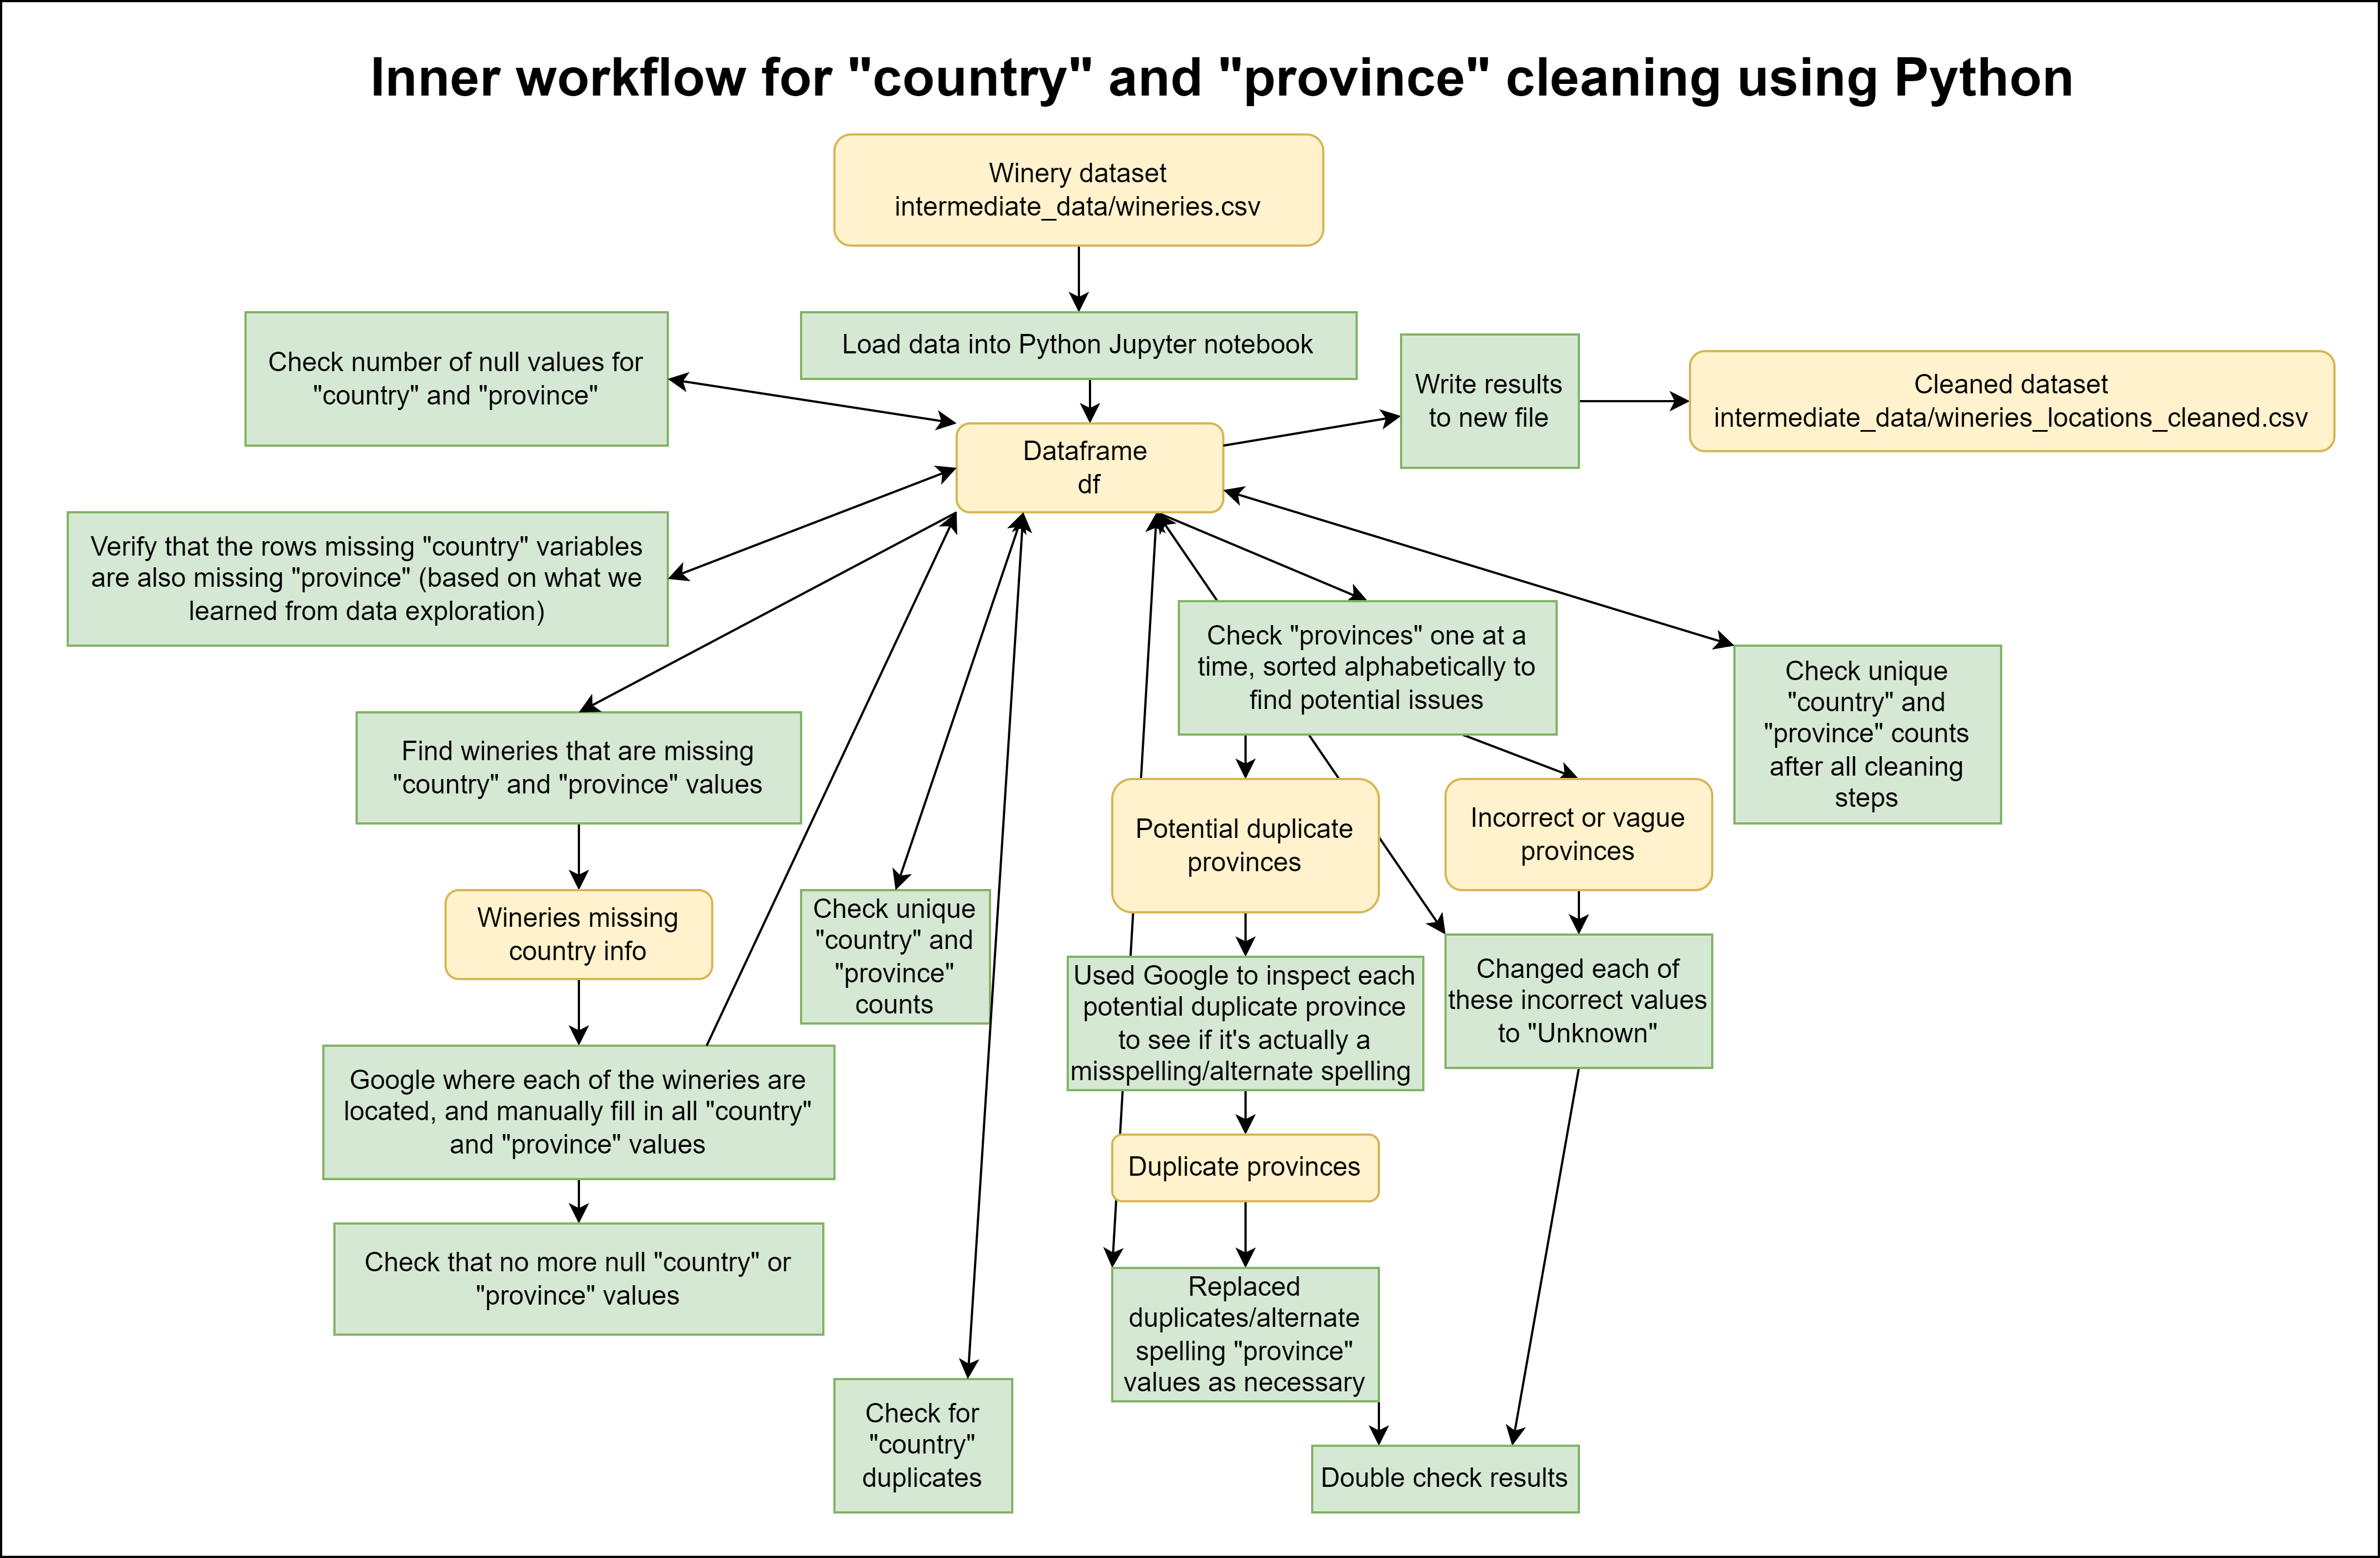 Inner workflow for "country" and "province" cleaning using Python
Winery dataset
intermediate_data/wineries.csv
Load data into Python Jupyter notebook
Check number of null values for
"country" and "province"
Write results
to new file
Cleaned dataset
intermediate_data/wineries_locations_cleaned.csv
Dataframe
df
Verify that the rows missing "country" variables
are also missing "province" (based on what we
learned from data exploration)
Check "provinces" one at a
time, sorted alphabetically to
find potential issues
Check unique
"country" and
"province" counts
after all cleaning
steps
Find wineries that are missing
"country" and "province" values
Potential duplicate
provinces
Incorrect or vague
provinces
Wineries missing
country info
Check unique
"country" and
"province"
counts
Used Google to inspect each
potential duplicate province
to see if it's actually a
misspelling/alternate spelling
Changed each of
these incorrect values
to "Unknown"
Google where each of the wineries are
located, and manually fill in all "country"
and "province" values
Duplicate provinces
Check that no more null "country" or
"province" values
Replaced
duplicates/alternate
spelling "province"
values as necessary
Check for
"country"
duplicates
Double check results